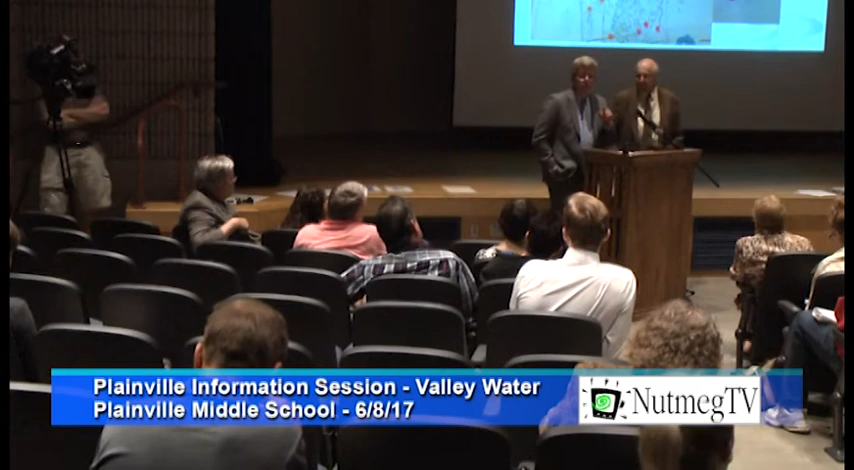 Plainville Information Session - Valley Water
Plainville Middle School - 6/8/17
NutmegTV